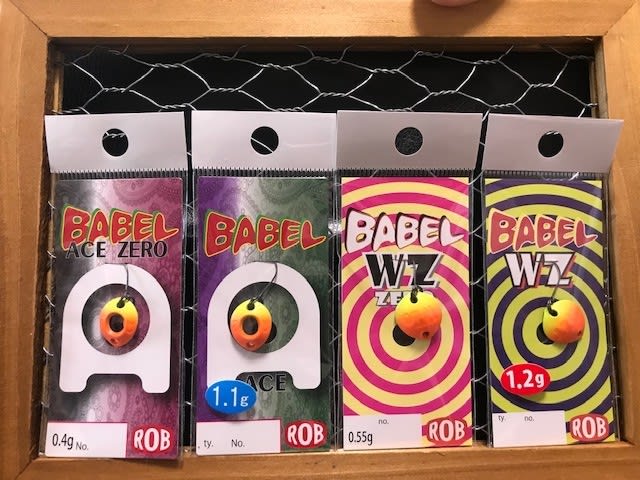 BABEL
ACE ZERO
0.4g No.
ROB
BABEL
ACE
1.1g
ty. No.
ROB
BABEL
WZ
ZE
no.
0.55g
ROB
BABEL
WZ
1.2g
ty. no.
ROB